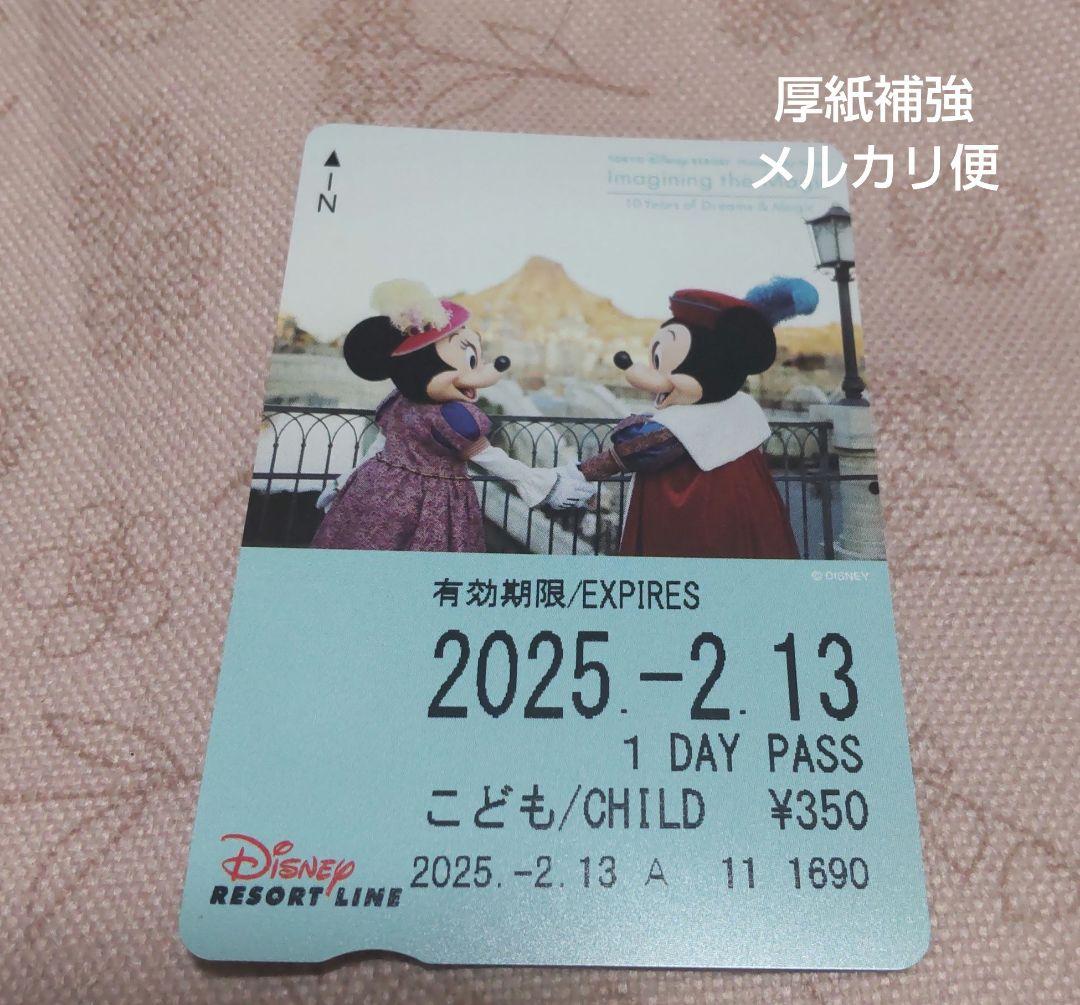 厚紙補強
メルカリ便
▲
IN
Imagining the
10 Years of Dreams & Magic
© DISNEY
有効期限/EXPIRES
2025.-2.13
1 DAY PASS
こども/CHILD ¥350
2025.-2.13 A 11 1690
Disney
RESORT LINE